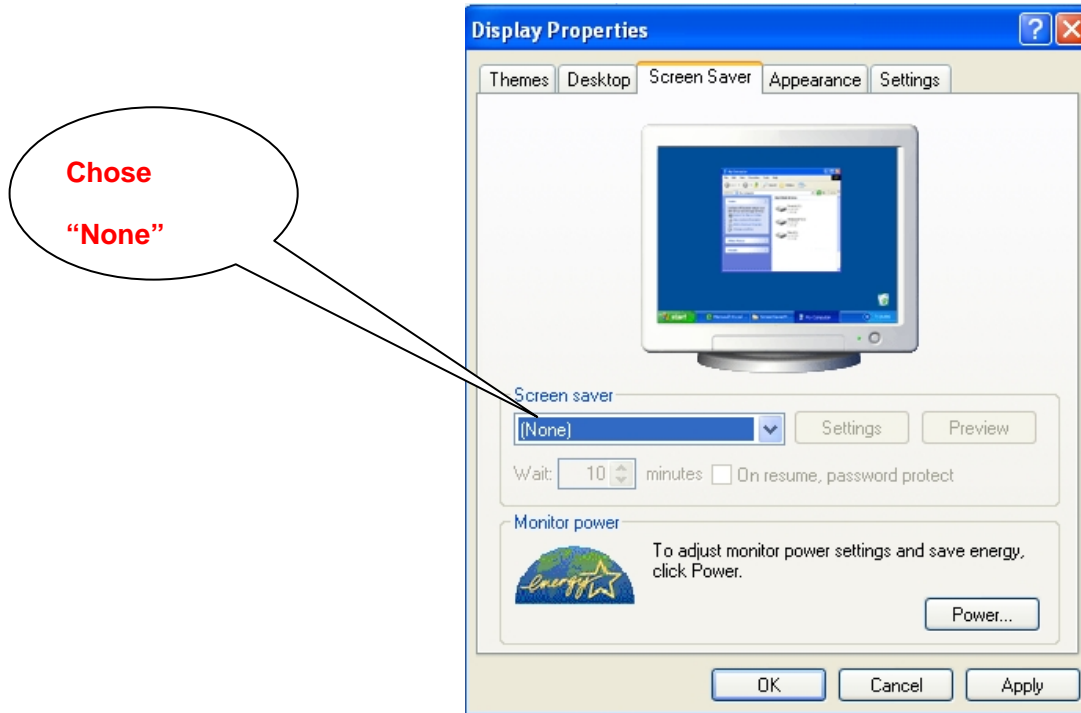 Display Properties
Themes Desktop Screen Saver Appearance Settings
Chose
“None”
start
Screen saver
(None)
Settings Preview
Wait: 10 minutes On resume, password protect
Monitor power
energy
To adjust monitor power settings and save energy,
click Power.
Power...
OK Cancel Apply